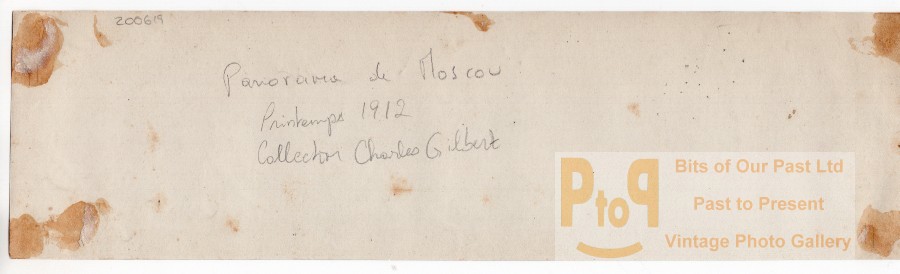 200619
Panorama de Moscou
Printemps 1912
Collection Charles Gilbert
PtoP
Bits of Our Past Ltd
Past to Present
Vintage Photo Gallery